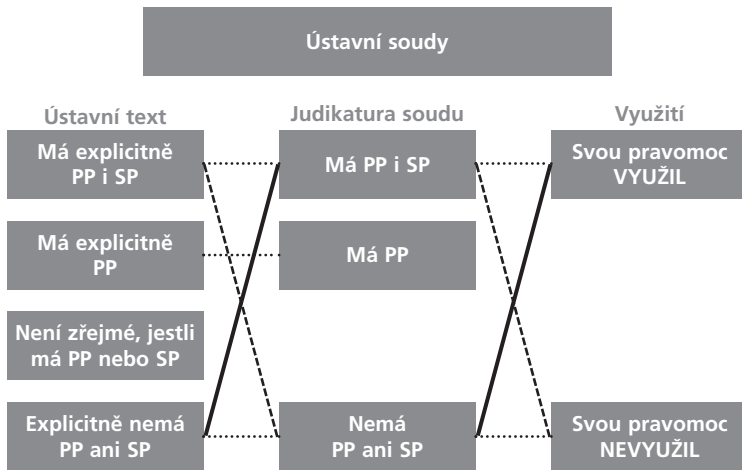 Ústavní soudy
Ústavní text
Judikatura soudu
Využití
Má explicitně
PP i SP
Má PP i SP
Svou pravomoc
VYUŽIL
Má explicitně
PP
Má PP
Není zřejmé, jestli
má PP nebo SP
Explicitně nemá
PP ani SP
Nemá
PP ani SP
Svou pravomoc
NEVYUŽIL